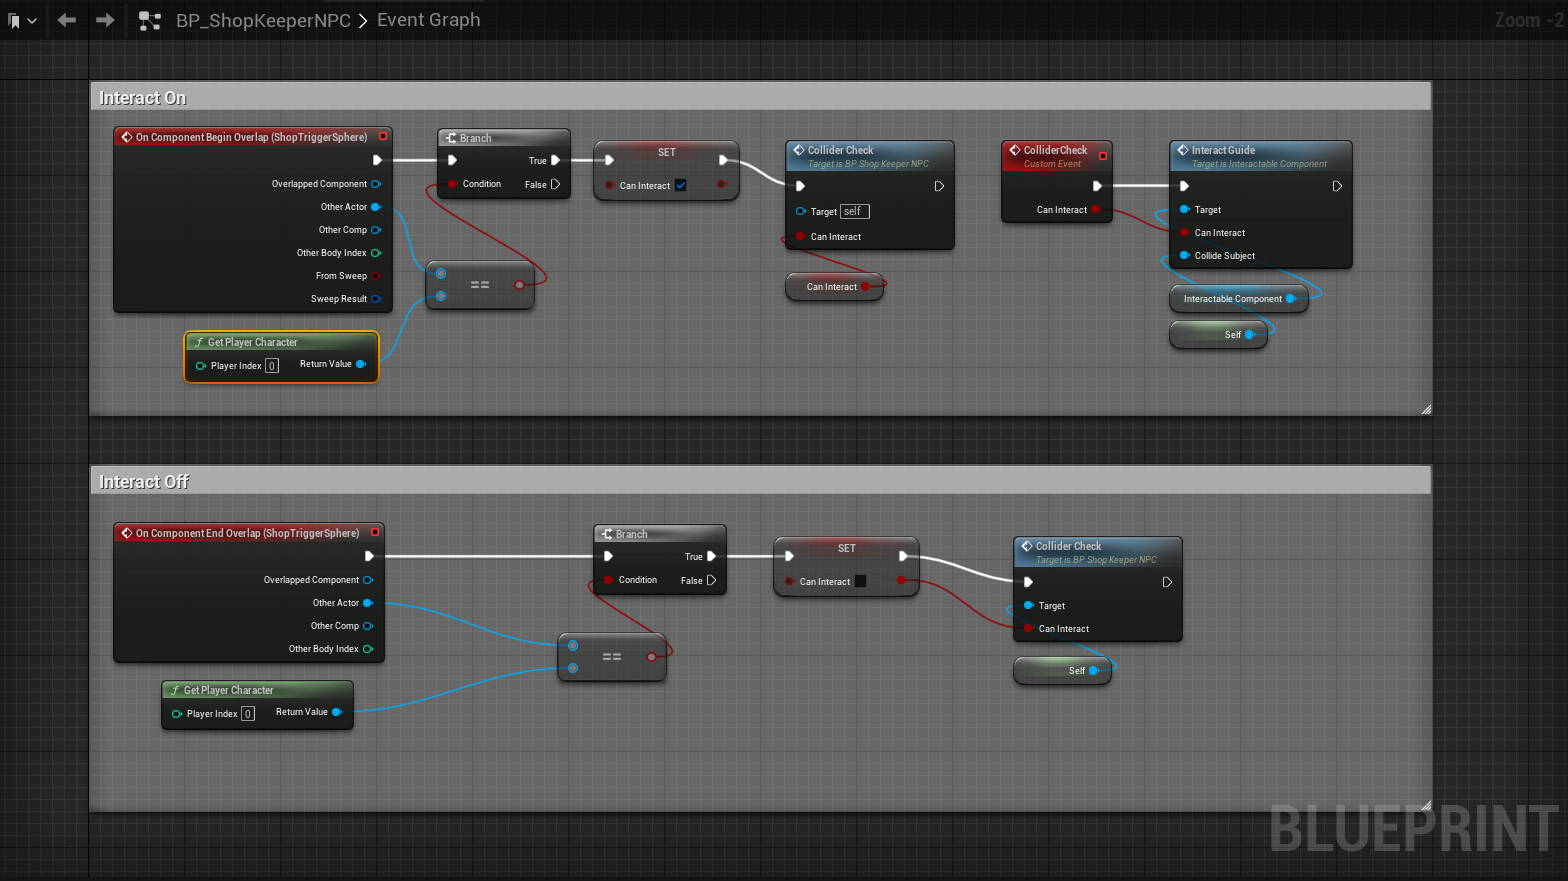 BP_ShopKeeperNPC > Event Graph
Zoom -2
Interact On
On Component Begin Overlap (ShopTriggerSphere)
Overlapped Component
Other Actor
Other Comp
Other Body Index
From Sweep
Sweep Result
Get Player Character
Player Index 0
Return Value
==
Branch
True
Condition
False
SET
Can Interact
Collider Check
Target is BP Shop Keeper NPC
Target self
Can Interact
Can Interact
ColliderCheck
Custom Event
Can Interact
Interact Guide
Target is Interactable Component
Target
Can Interact
Collide Subject
Interactable Component
Self
Interact Off
On Component End Overlap (ShopTriggerSphere)
Overlapped Component
Other Actor
Other Comp
Other Body Index
Get Player Character
Player Index 0
Return Value
==
Branch
True
Condition
False
SET
Can Interact
Collider Check
Target is BP Shop Keeper NPC
Target
Can Interact
Self
BLUEPRINT